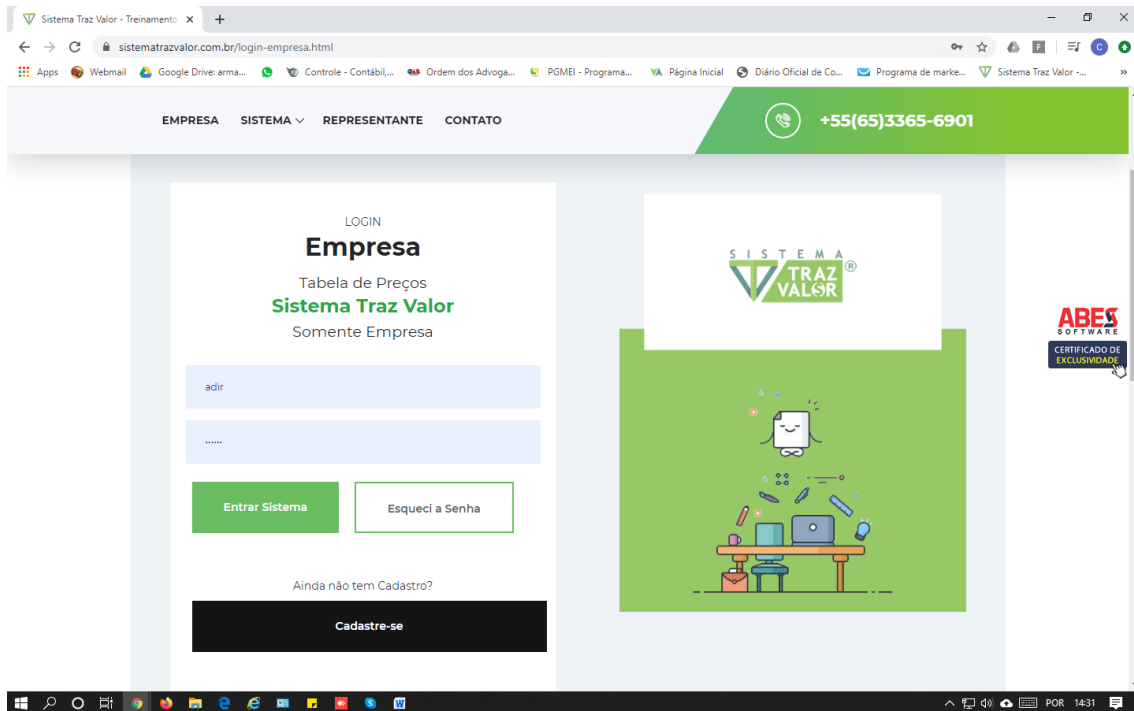 Sistema Traz Valor - Treinamento
sistematrazvalor.com.br/login-empresa.html
Apps Webmail Google Drive: arma... Controle - Contábil,... Ordem dos Advoga... PGMEI - Programa... YA Página Inicial Diário Oficial de Co... Programa de marke... Sistema Traz Valor -... »
EMPRESA SISTEMA REPRESENTANTE CONTATO
+55(65)3365-6901
LOGIN
Empresa
Tabela de Preços
Sistema Traz Valor
Somente Empresa
adir
······
Entrar Sistema
Esqueci a Senha
Ainda não tem Cadastro?
Cadastre-se
SISTEMA
TRAZ
VALOR
®
ABES
SOFTWARE
CERTIFICADO DE
EXCLUSIVIDADE
POR 14:31